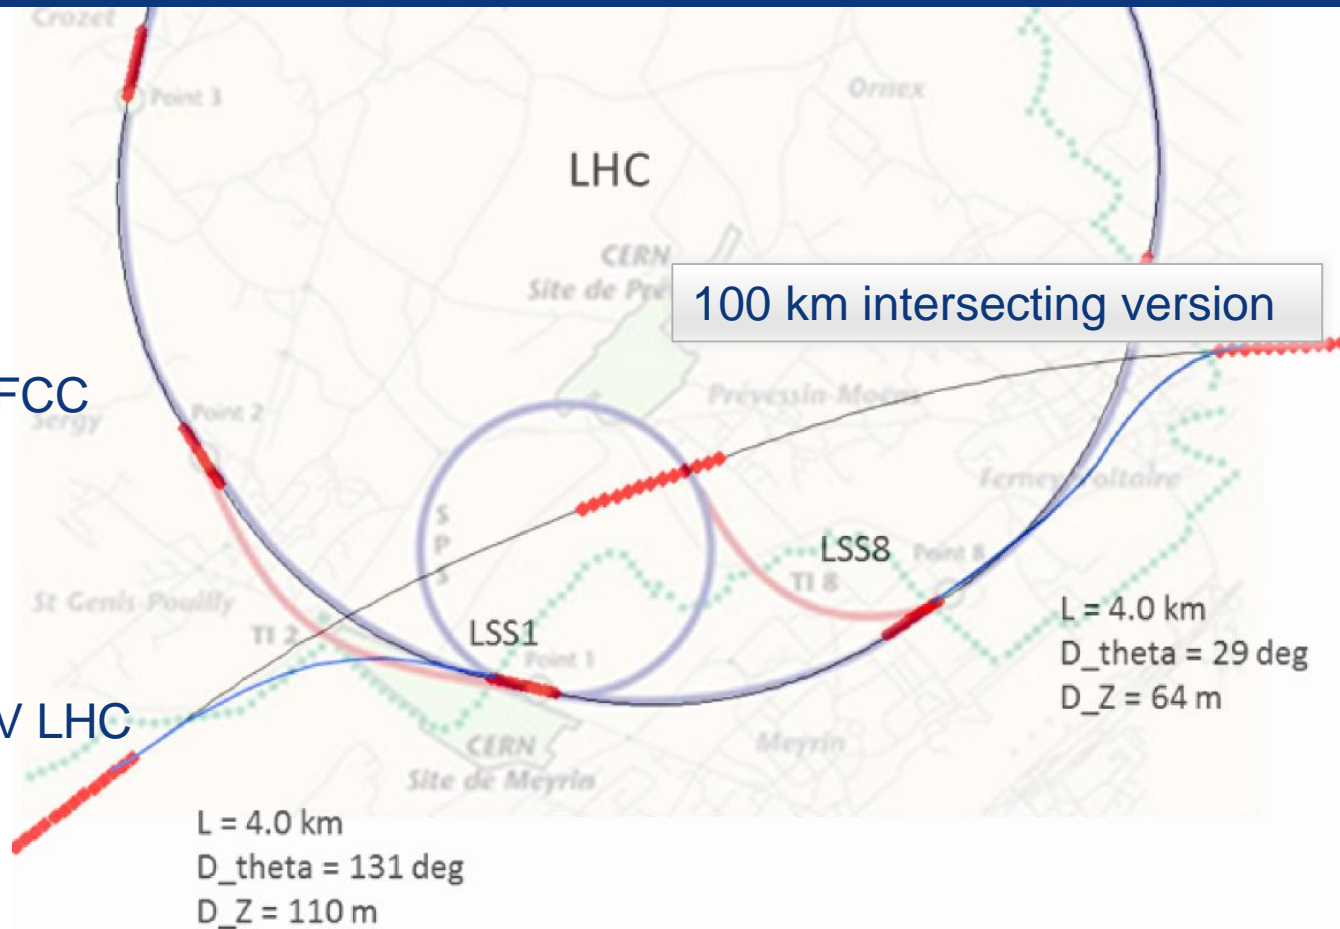 Crozet
Point 3
Ornex
LHC
CERN
Site de Pré
100 km intersecting version
FCC
Sergy
Point 2
Prévessin-Moëns
Ferney Voltaire
S
P
S
LSS8
Point 8
TI 8
St Genis-Pouilly
TI 2
LSS1
Point 1
L = 4.0 km
D_theta = 29 deg
D_Z = 64 m
V LHC
CERN
Site de Meyrin
Meyrin
L = 4.0 km
D_theta = 131 deg
D_Z = 110 m